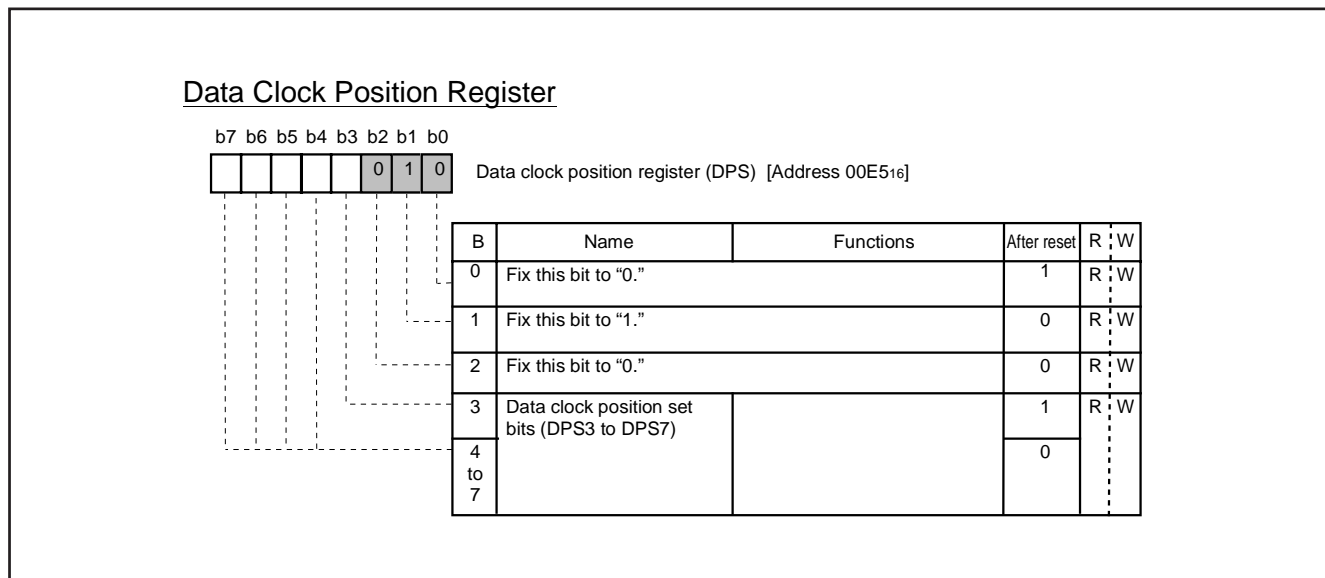 Data Clock Position Register
b7 b6 b5 b4 b3 b2 b1 b0
0 1 0
Data clock position register (DPS) [Address 00E516]
B Name Functions After reset R W
0 Fix this bit to “0.” 1 R W
1 Fix this bit to “1.” 0 R W
2 Fix this bit to “0.” 0 R W
3 Data clock position set 1 R W
bits (DPS3 to DPS7)
4 0
to
7